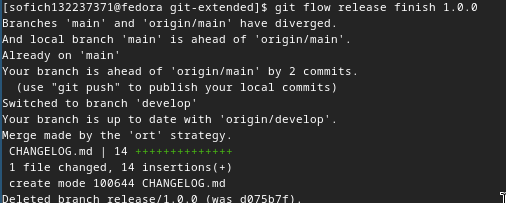 [sofich132237371@fedora git-extended]$ git flow release finish 1.0.0
Branches 'main' and 'origin/main' have diverged.
And local branch 'main' is ahead of 'origin/main'.
Already on 'main'
Your branch is ahead of 'origin/main' by 2 commits.
  (use "git push" to publish your local commits)
Switched to branch 'develop'
Your branch is up to date with 'origin/develop'.
Merge made by the 'ort' strategy.
 CHANGELOG.md | 14 ++++++++++++++
 1 file changed, 14 insertions(+)
 create mode 100644 CHANGELOG.md
Deleted branch release/1.0.0 (was d075b7f).